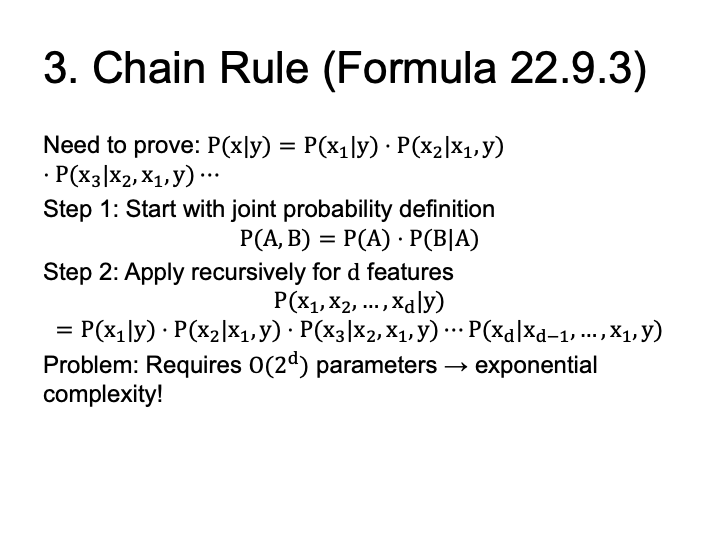 3. Chain Rule (Formula 22.9.3)
Need to prove: P(x|y) = P(x₁|y) · P(x₂|x₁, y)
· P(x₃|x₂, x₁, y) ⋯
Step 1: Start with joint probability definition
P(A, B) = P(A) · P(B|A)
Step 2: Apply recursively for d features
P(x₁, x₂, … , x_d|y)
= P(x₁|y) · P(x₂|x₁, y) · P(x₃|x₂, x₁, y) ⋯ P(x_d|x_d−₁, … , x₁, y)
Problem: Requires O(2ᵈ) parameters → exponential
complexity!